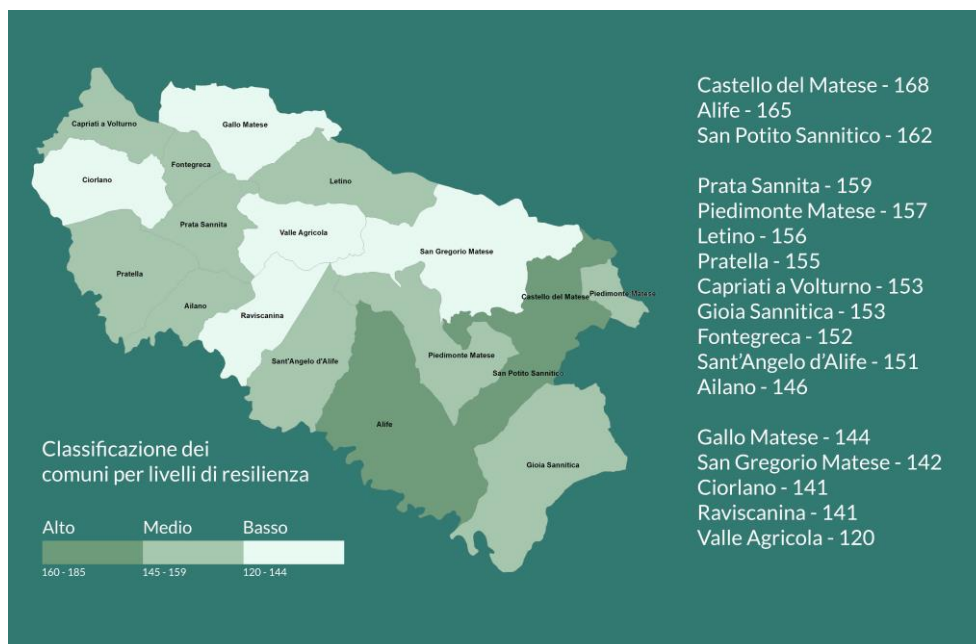 Capriati a Volturno
Gallo Matese
Fontegreca
Ciorlano
Letino
Prata Sannita
Valle Agricola
San Gregorio Matese
Pratella
Castello del Matese
Piedimonte Matese
Ailano
Raviscanina
Sant'Angelo d'Alife
Piedimonte Matese
San Potito Sannitico
Alife
Gioia Sannitica
Classificazione dei
comuni per livelli di resilienza
Alto Medio Basso
160 - 185 145 - 159 120 - 144
Castello del Matese - 168
Alife - 165
San Potito Sannitico - 162
Prata Sannita - 159
Piedimonte Matese - 157
Letino - 156
Pratella - 155
Capriati a Volturno - 153
Gioia Sannitica - 153
Fontegreca - 152
Sant’Angelo d’Alife - 151
Ailano - 146
Gallo Matese - 144
San Gregorio Matese - 142
Ciorlano - 141
Raviscanina - 141
Valle Agricola - 120